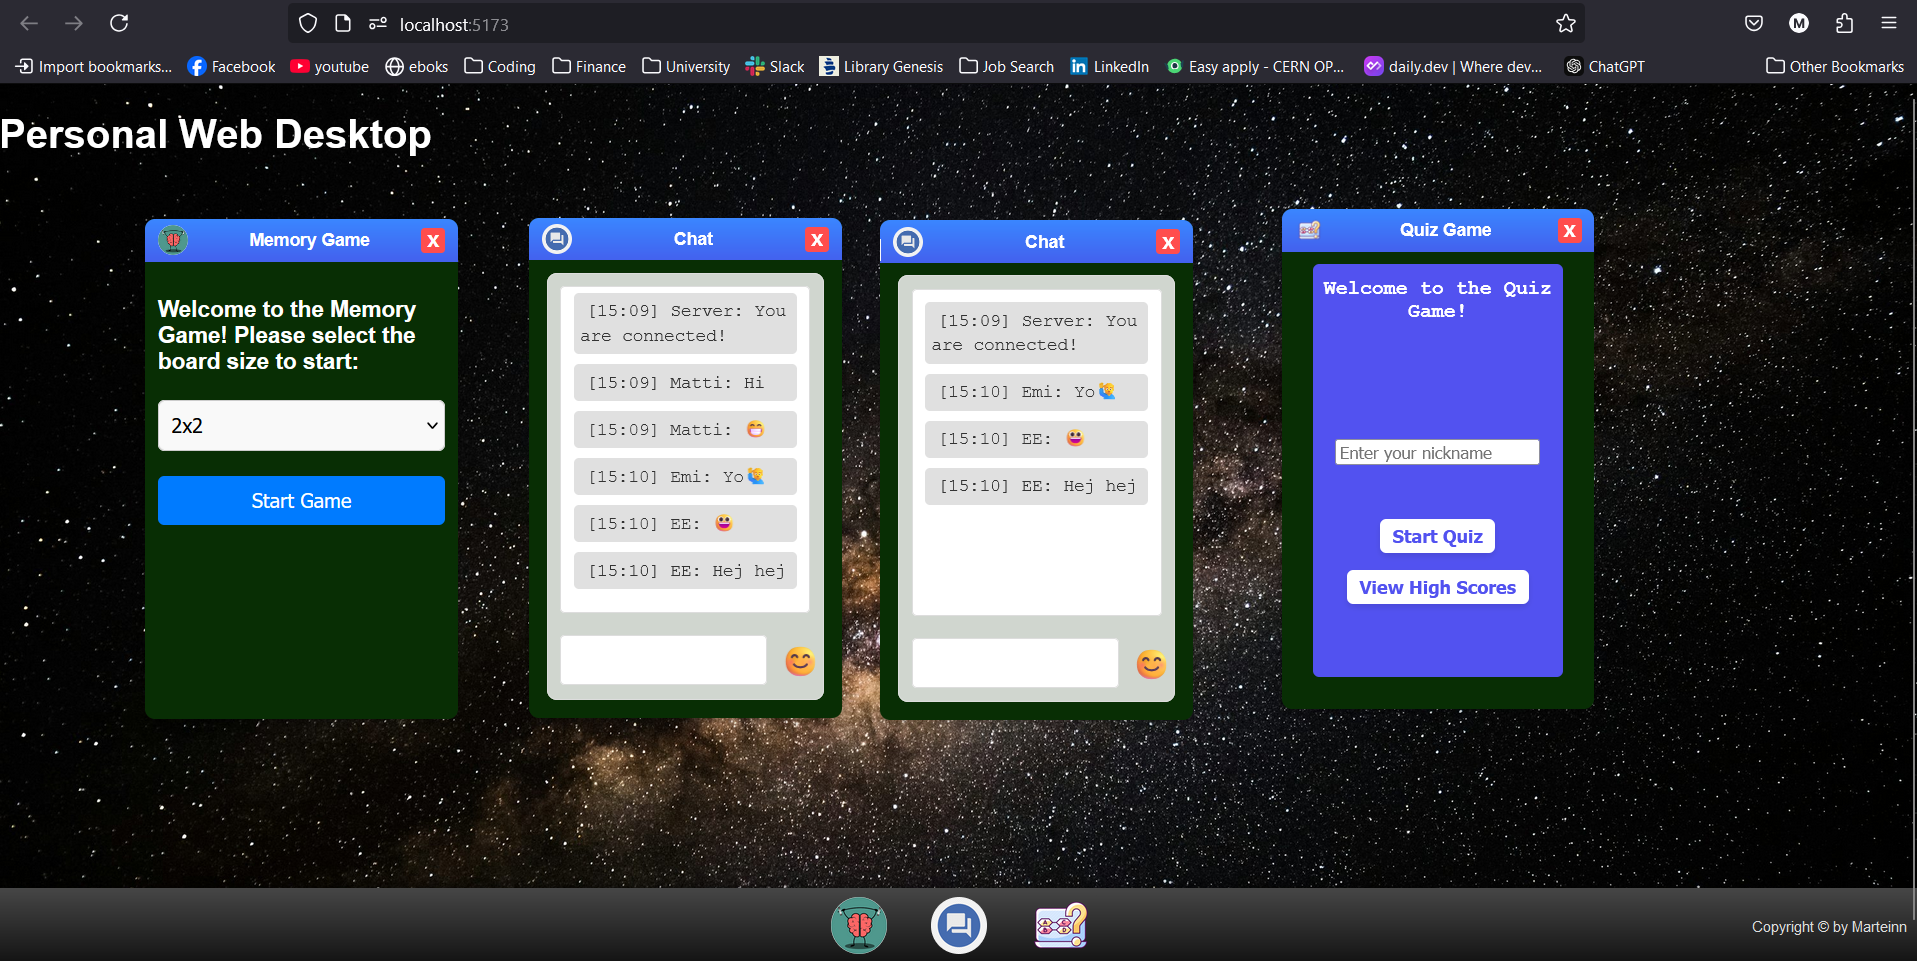 localhost:5173
Import bookmarks...
Facebook
youtube
eboks
Coding
Finance
University
Slack
Library Genesis
Job Search
LinkedIn
Easy apply - CERN OP...
daily.dev | Where dev...
ChatGPT
Other Bookmarks
Personal Web Desktop
Memory Game
X
Welcome to the Memory
Game! Please select the
board size to start:
2x2
Start Game
Chat
X
[15:09] Server: You
are connected!
[15:09] Matti: Hi
[15:09] Matti: 😁
[15:10] Emi: Yo🙋
[15:10] EE: 😀
[15:10] EE: Hej hej
Chat
X
[15:09] Server: You
are connected!
[15:10] Emi: Yo🙋
[15:10] EE: 😀
[15:10] EE: Hej hej
Quiz Game
X
Welcome to the Quiz
Game!
Enter your nickname
Start Quiz
View High Scores
Copyright © by Marteinn